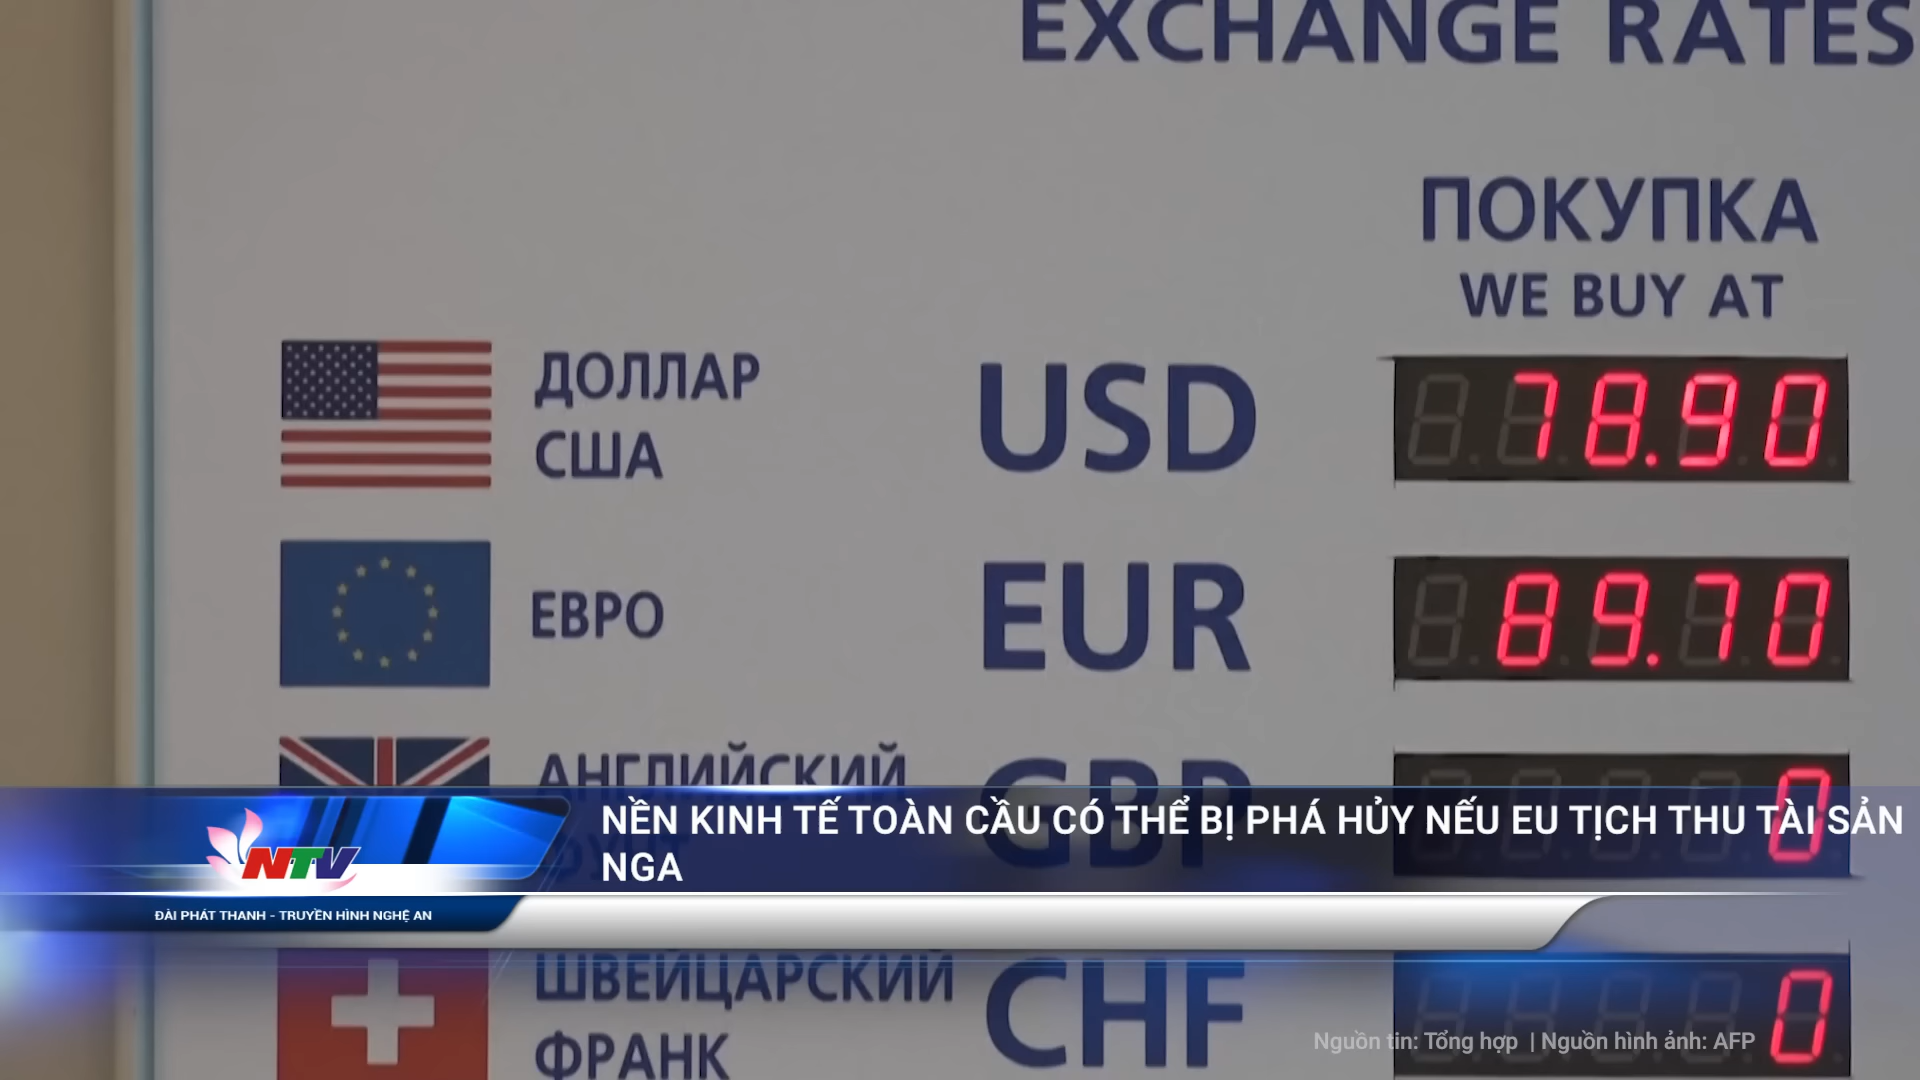 EXCHANGE RATES
ПОКУПКА
WE BUY AT
ДОЛЛАР
США
USD
78.90
ЕВРО
EUR
89.70
АНГЛИЙСКИЙ
GBP
0
NỀN KINH TẾ TOÀN CẦU CÓ THỂ BỊ PHÁ HỦY NẾU EU TỊCH THU TÀI SẢN
NGA
NTV
ĐÀI PHÁT THANH - TRUYỀN HÌNH NGHỆ AN
ШВЕЙЦАРСКИЙ
ФРАНК
CHF
0
Nguồn tin: Tổng hợp | Nguồn hình ảnh: AFP